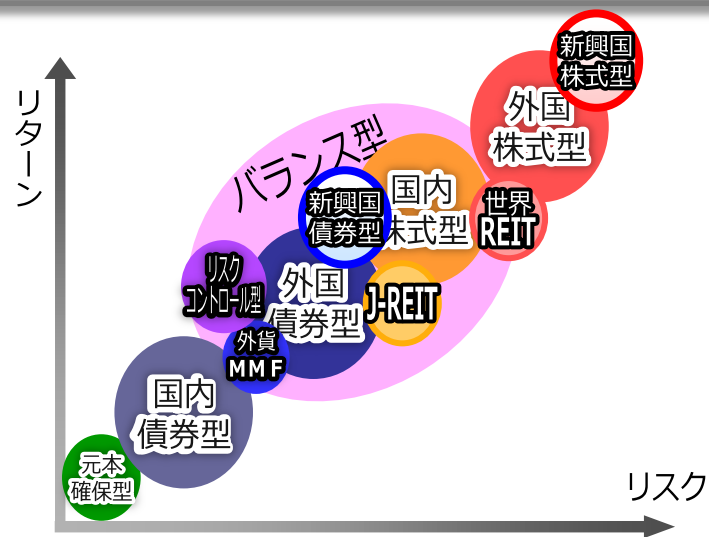 リターン
新興国
株式型
外国
株式型
バランス型
国内
株式型
新興国
債券型
世界
REIT
リスク
コントロール型
外国
債券型
J-REIT
外貨
MMF
国内
債券型
元本
確保型
リスク